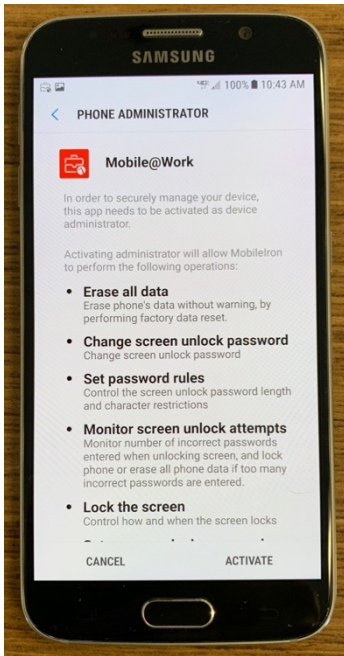 SAMSUNG
100% 10:43 AM
PHONE ADMINISTRATOR
Mobile@Work
In order to securely manage your device,
this app needs to be activated as device
administrator.
Activating administrator will allow MobileIron
to perform the following operations:
• Erase all data
Erase phone's data without warning, by
performing factory data reset.
• Change screen unlock password
Change screen unlock password
• Set password rules
Control the screen unlock password length
and character restrictions
• Monitor screen unlock attempts
Monitor number of incorrect passwords
entered when unlocking screen, and lock
phone or erase all phone data if too many
incorrect passwords are entered.
• Lock the screen
Control how and when the screen locks
CANCEL ACTIVATE